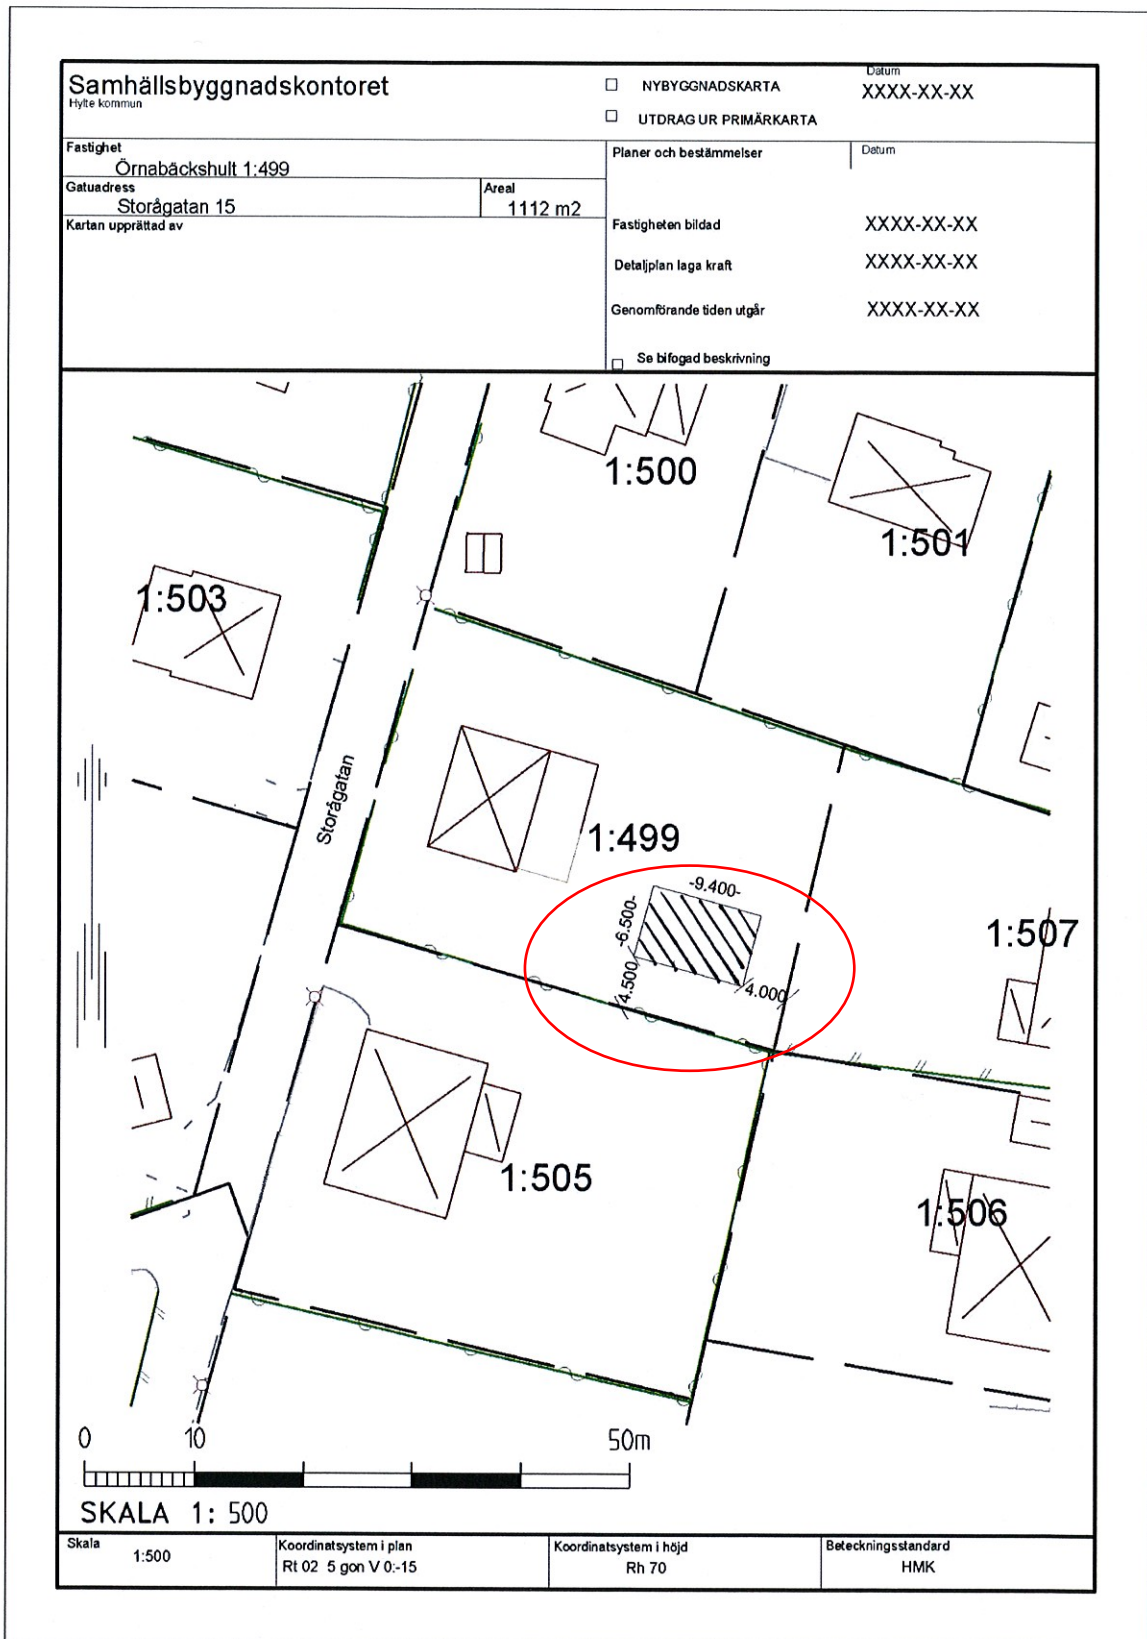 Samhällsbyggnadskontoret
Hylte kommun
NYBYGGNADSKARTA
UTDRAG UR PRIMÄRKARTA
Datum
XXXX-XX-XX
Fastighet
Örnabäckshult 1:499
Gatuadress
Storågatan 15
Areal
1112 m2
Kartan upprättad av
Planer och bestämmelser
Datum
Fastigheten bildad
XXXX-XX-XX
Detaljplan laga kraft
XXXX-XX-XX
Genomförande tiden utgår
XXXX-XX-XX
Se bifogad beskrivning
1:500
1:501
1:503
Storågatan
1:499
-9.400-
-6.500-
4.500
4.000
1:507
1:505
1:506
0 10 50m
SKALA 1: 500
Skala
1:500
Koordinatsystem i plan
Rt 02 5 gon V 0:-15
Koordinatsystem i höjd
Rh 70
Beteckningsstandard
HMK